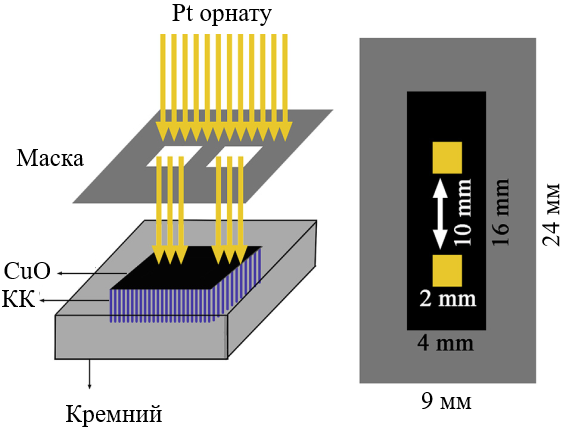 Pt орнату
Маска
CuO
КК
Кремний
10 mm
16 mm
24 мм
2 mm
4 mm
9 мм